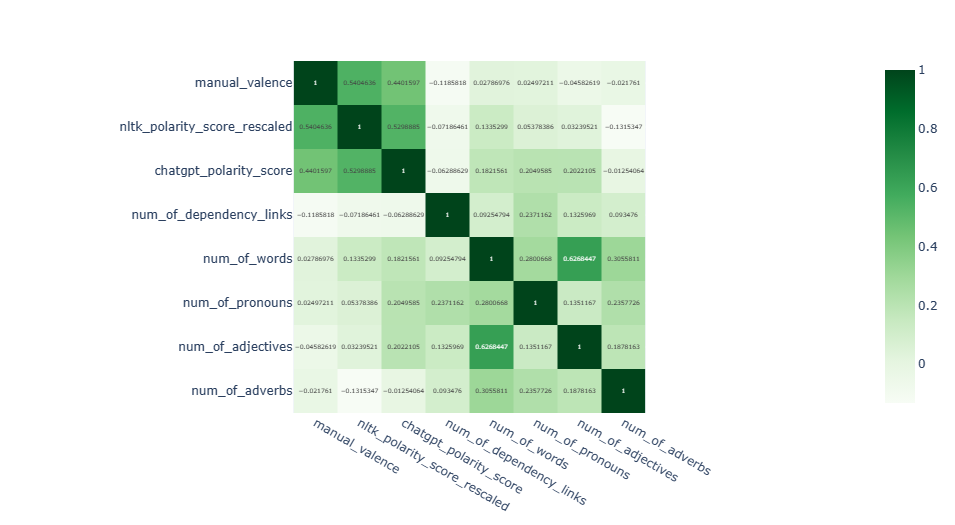 manual_valence 1 0.5404636 0.4401597 −0.1185818 0.02786976 0.02497211 −0.04582619 −0.021761
nltk_polarity_score_rescaled 0.5404636 1 0.5298885 −0.07186461 0.1335299 0.05378386 0.03239521 −0.1315347
chatgpt_polarity_score 0.4401597 0.5298885 1 −0.06288629 0.1821561 0.2049585 0.2022105 −0.01254064
num_of_dependency_links −0.1185818 −0.07186461 −0.06288629 1 0.09254794 0.2371162 0.1325969 0.093476
num_of_words 0.02786976 0.1335299 0.1821561 0.09254794 1 0.2800668 0.6268447 0.3055811
num_of_pronouns 0.02497211 0.05378386 0.2049585 0.2371162 0.2800668 1 0.1351167 0.2357726
num_of_adjectives −0.04582619 0.03239521 0.2022105 0.1325969 0.6268447 0.1351167 1 0.1878163
num_of_adverbs −0.021761 −0.1315347 −0.01254064 0.093476 0.3055811 0.2357726 0.1878163 1
manual_valence
nltk_polarity_score_rescaled
chatgpt_polarity_score
num_of_dependency_links
num_of_words
num_of_pronouns
num_of_adjectives
num_of_adverbs
1
0.8
0.6
0.4
0.2
0